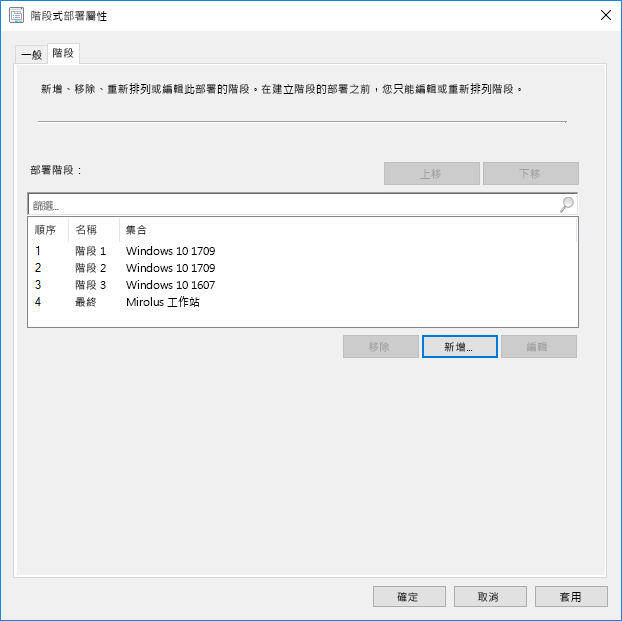 階段式部署屬性
一般 階段
新增、移除、重新排列或編輯此部署的階段。在建立階段的部署之前，您只能編輯或重新排列階段。
部署階段： 上移 下移
篩選...
順序 名稱 集合
1 階段 1 Windows 10 1709
2 階段 2 Windows 10 1709
3 階段 3 Windows 10 1607
4 最終 Mirolus 工作站
移除 新增... 編輯
確定 取消 套用